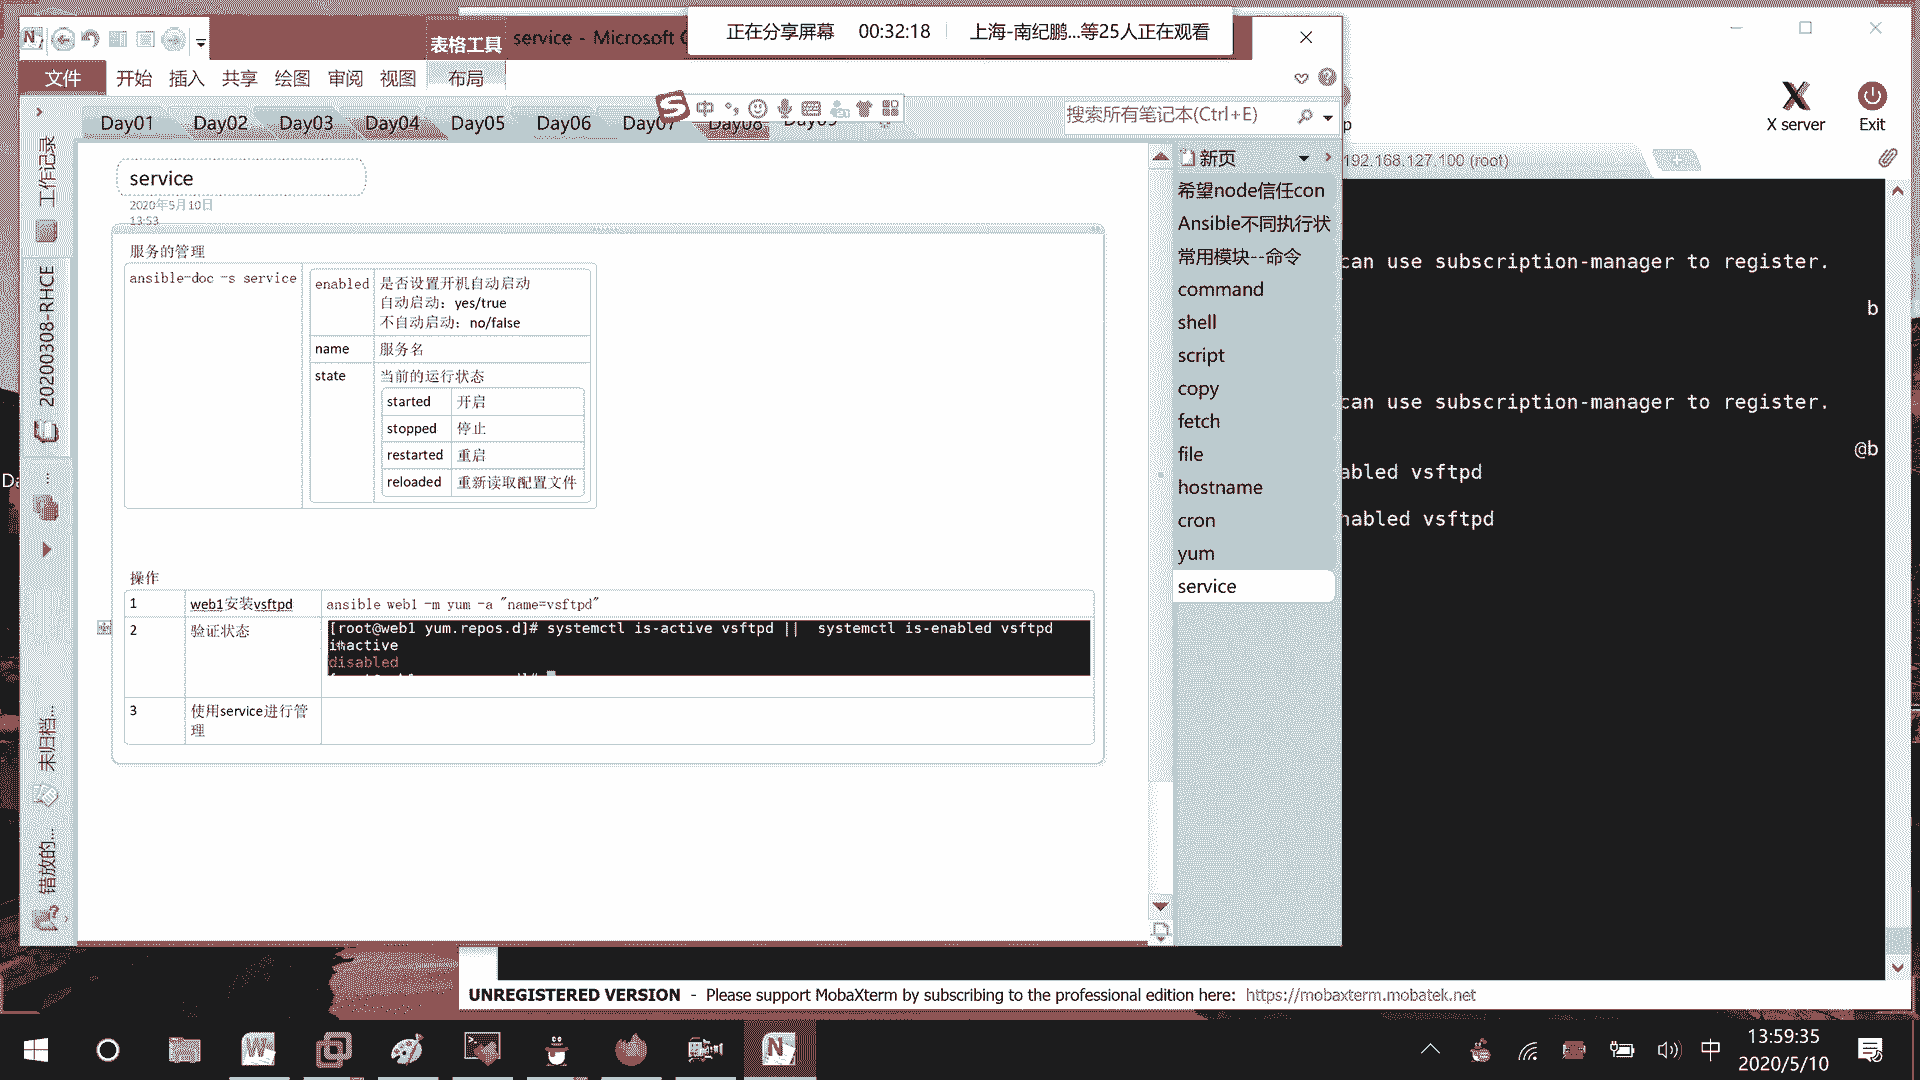 正在分享屏幕 00:32:18 上海-南纪鹏...等25人正在观看
表格工具 service - Microsoft
文件 开始 插入 共享 绘图 审阅 视图 布局
X server Exit
Day01 Day02 Day03 Day04 Day05 Day06 Day07 Day08
搜索所有笔记本(Ctrl+E)
中
工作记录
20200308-RHCE
未归档...
错放的...
service
2020年5月10日
13:53
服务的管理
ansible-doc -s service
enabled 是否设置开机自动启动
自动启动：yes/true
不自动启动：no/false
name 服务名
state 当前的运行状态
started 开启
stopped 停止
restarted 重启
reloaded 重新读取配置文件
操作
1 web1安装vsftpd ansible web1 -m yum -a "name=vsftpd"
2 验证状态 [root@web1 yum.repos.d]# systemctl is-active vsftpd || systemctl is-enabled vsftpd
inactive
disabled
3 使用service进行管
理
新页
希望node信任con
Ansible不同执行状
常用模块--命令
command
shell
script
copy
fetch
file
hostname
cron
yum
service
192.168.127.100 (root)
can use subscription-manager to register.
b
can use subscription-manager to register.
@b
abled vsftpd
nabled vsftpd
UNREGISTERED VERSION - Please support MobaXterm by subscribing to the professional edition here: https://mobaxterm.mobatek.net
中
13:59:35
2020/5/10